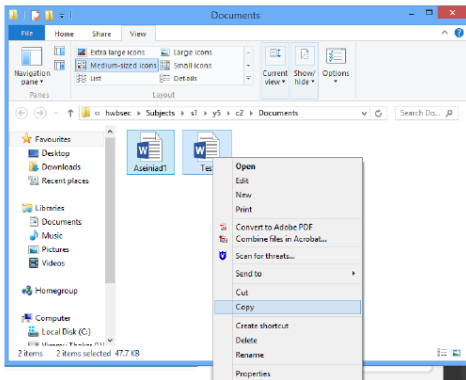 Documents
File Home Share View
Navigation pane
Extra large icons Large icons
Medium-sized icons Small icons
List Details
Current view Show/ hide Options
Panes Layout
« hwbsec ▸ Subjects ▸ s1 ▸ y5 ▸ c2 ▸ Documents
Search Do...
Favourites
Desktop
Downloads
Recent places
Libraries
Documents
Music
Pictures
Videos
Homegroup
Computer
Local Disk (C:)
Aseiniad1
Tes
Open
Edit
New
Print
Convert to Adobe PDF
Combine files in Acrobat...
Scan for threats...
Send to
Cut
Copy
Create shortcut
Delete
Rename
Properties
2 items 2 items selected 47.7 KB